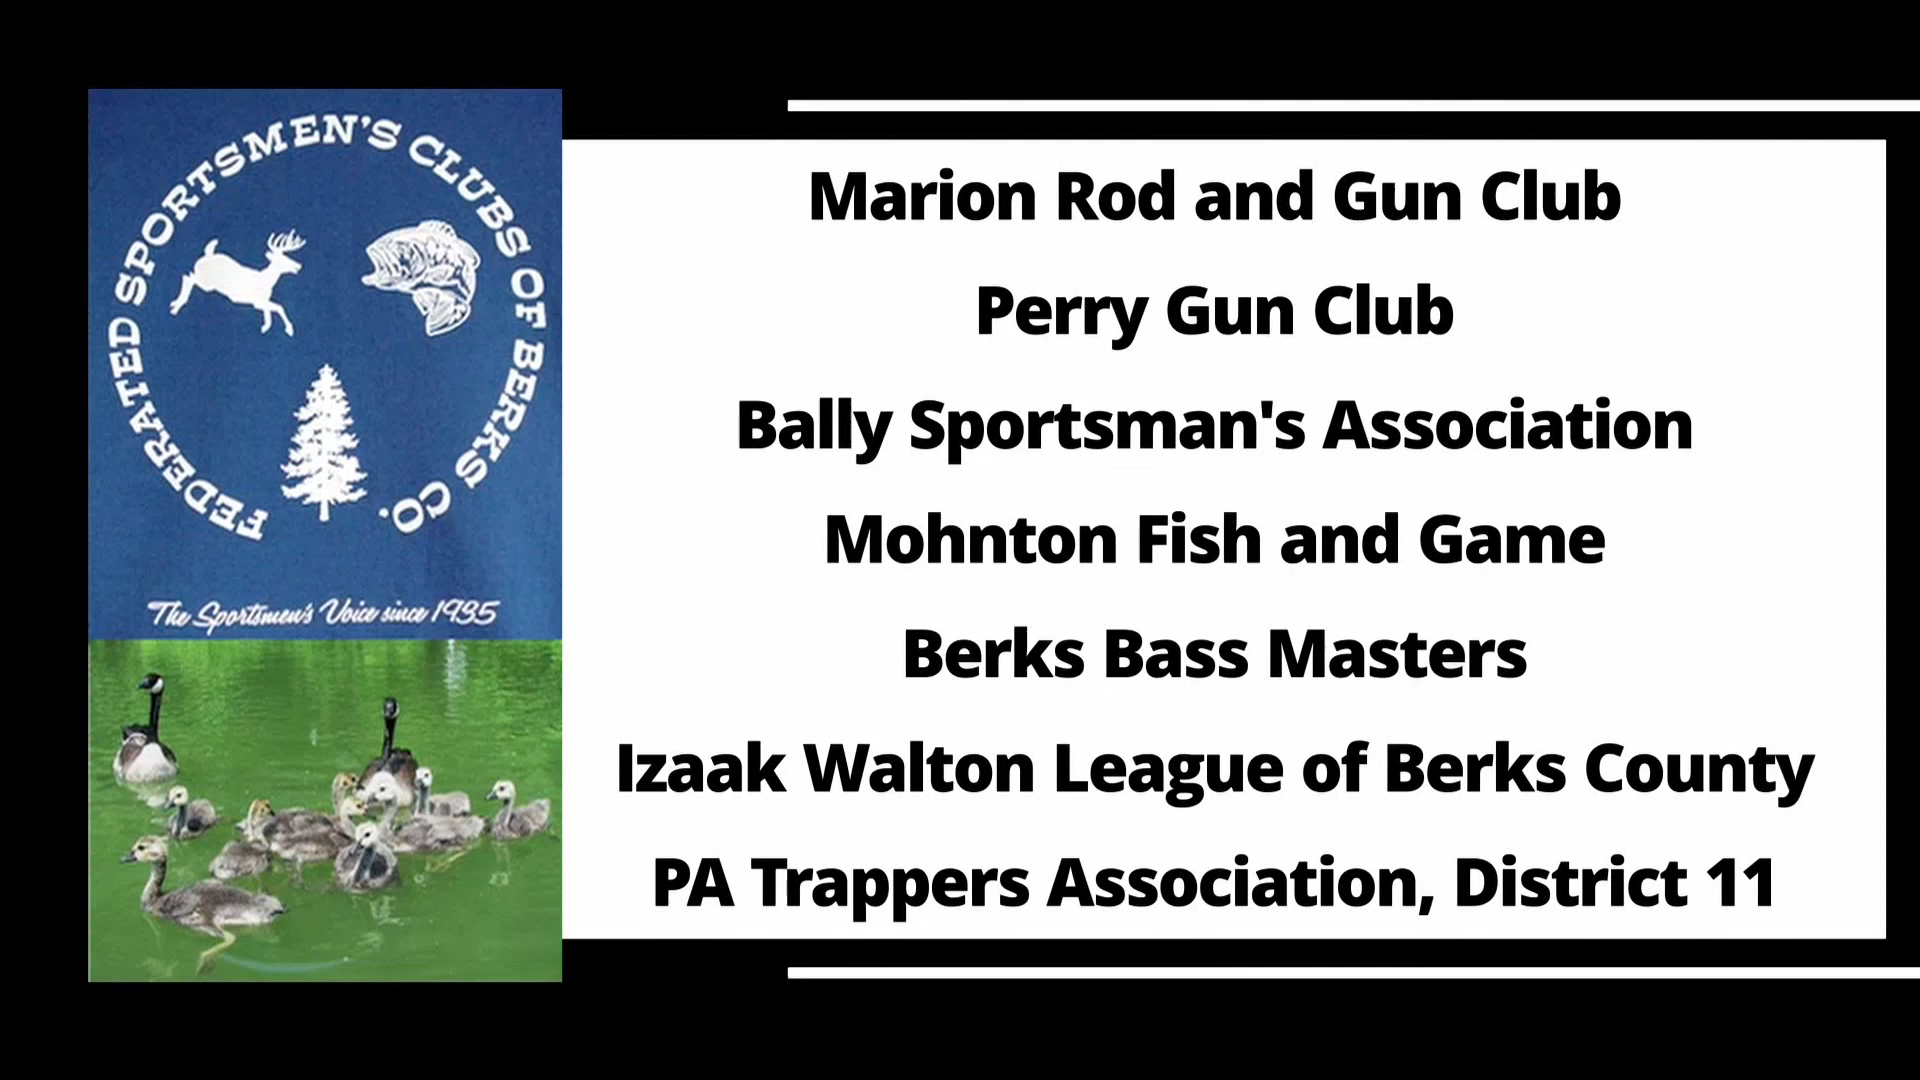 FEDERATED SPORTSMEN'S CLUBS OF BERKS CO.
The Sportsmen's Voice since 1935
Marion Rod and Gun Club
Perry Gun Club
Bally Sportsman's Association
Mohnton Fish and Game
Berks Bass Masters
Izaak Walton League of Berks County
PA Trappers Association, District 11